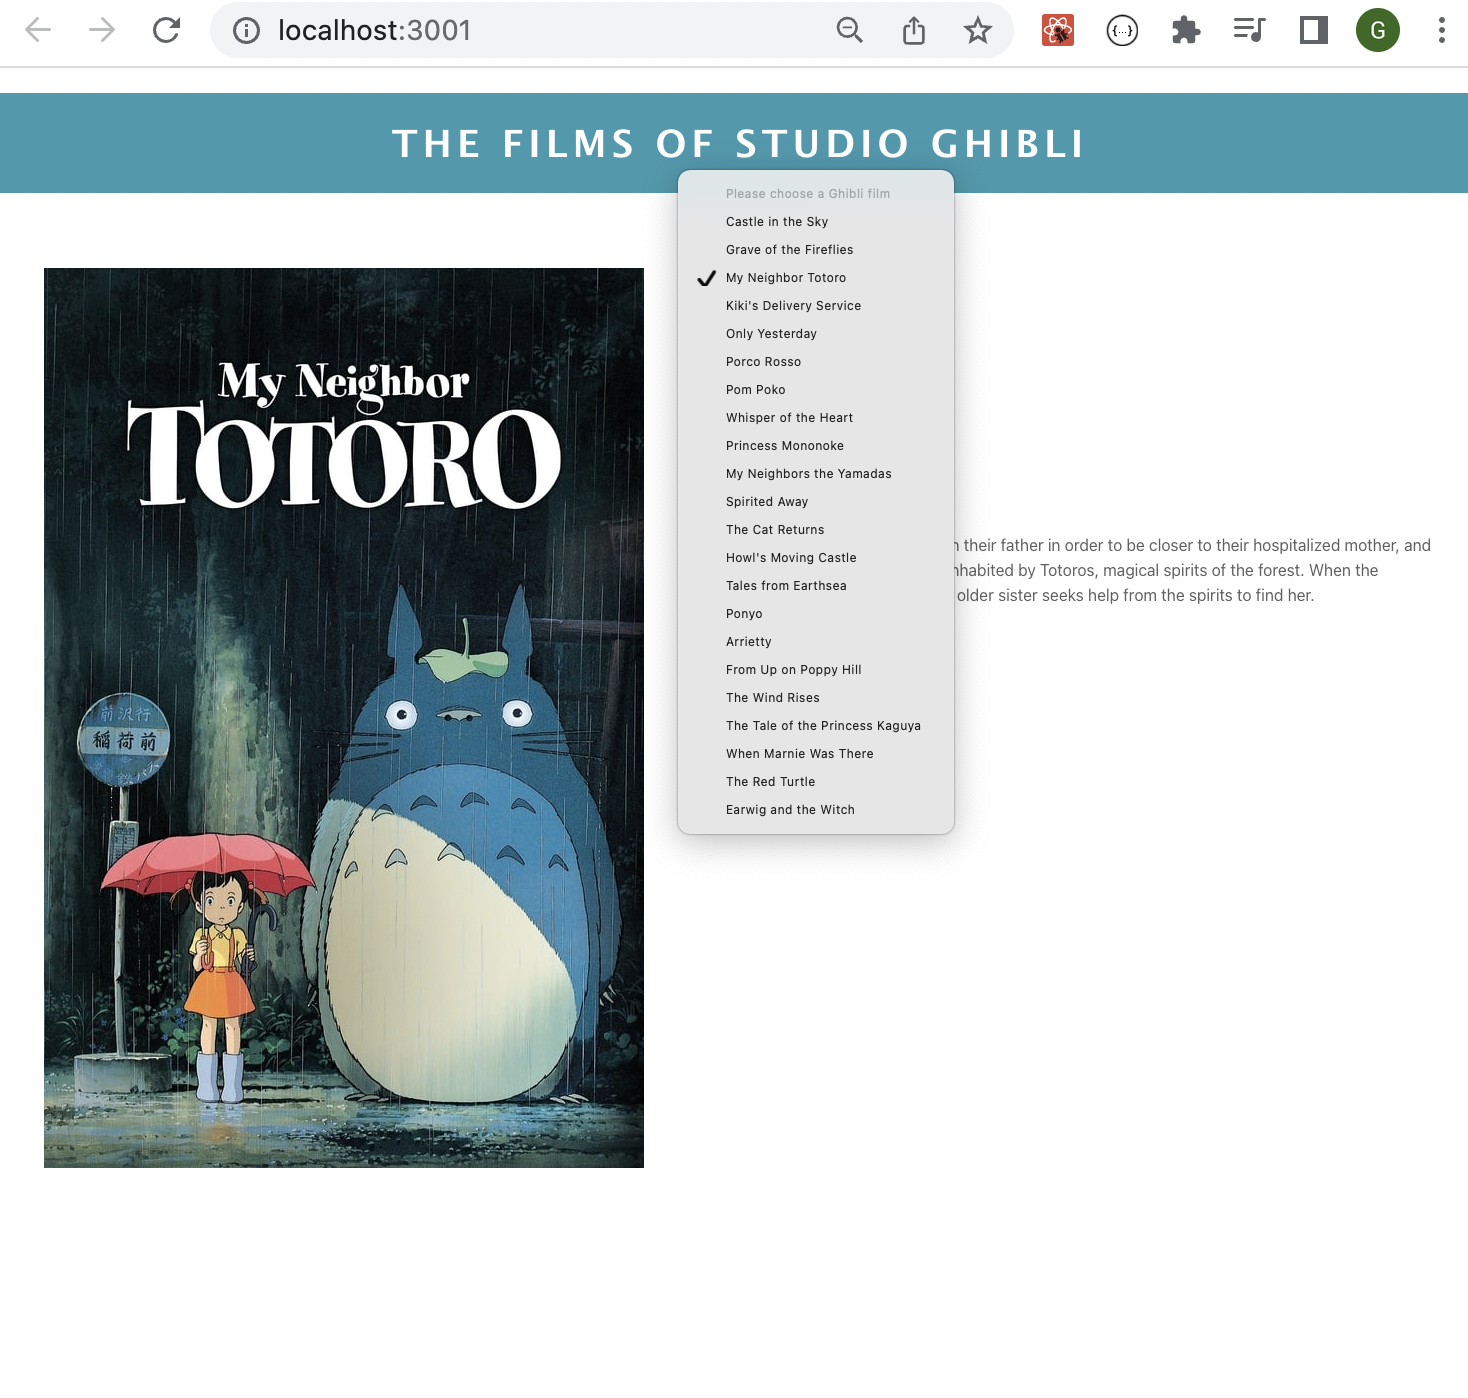 localhost:3001
{...}
G
THE FILMS OF STUDIO GHIBLI
Please choose a Ghibli film
Castle in the Sky
Grave of the Fireflies
My Neighbor Totoro
Kiki's Delivery Service
Only Yesterday
Porco Rosso
Pom Poko
Whisper of the Heart
Princess Mononoke
My Neighbors the Yamadas
Spirited Away
The Cat Returns
Howl's Moving Castle
Tales from Earthsea
Ponyo
Arrietty
From Up on Poppy Hill
The Wind Rises
The Tale of the Princess Kaguya
When Marnie Was There
The Red Turtle
Earwig and the Witch
My Neighbor
TOTORO
前沢行
稲荷前
their father in order to be closer to their hospitalized mother, and
inhabited by Totoros, magical spirits of the forest. When the
older sister seeks help from the spirits to find her.